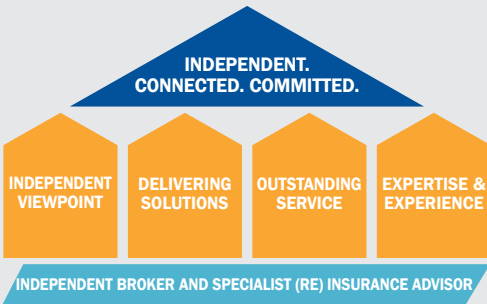 INDEPENDENT.
CONNECTED. COMMITTED.
INDEPENDENT
VIEWPOINT
DELIVERING
SOLUTIONS
OUTSTANDING
SERVICE
EXPERTISE &
EXPERIENCE
INDEPENDENT BROKER AND SPECIALIST (RE) INSURANCE ADVISOR